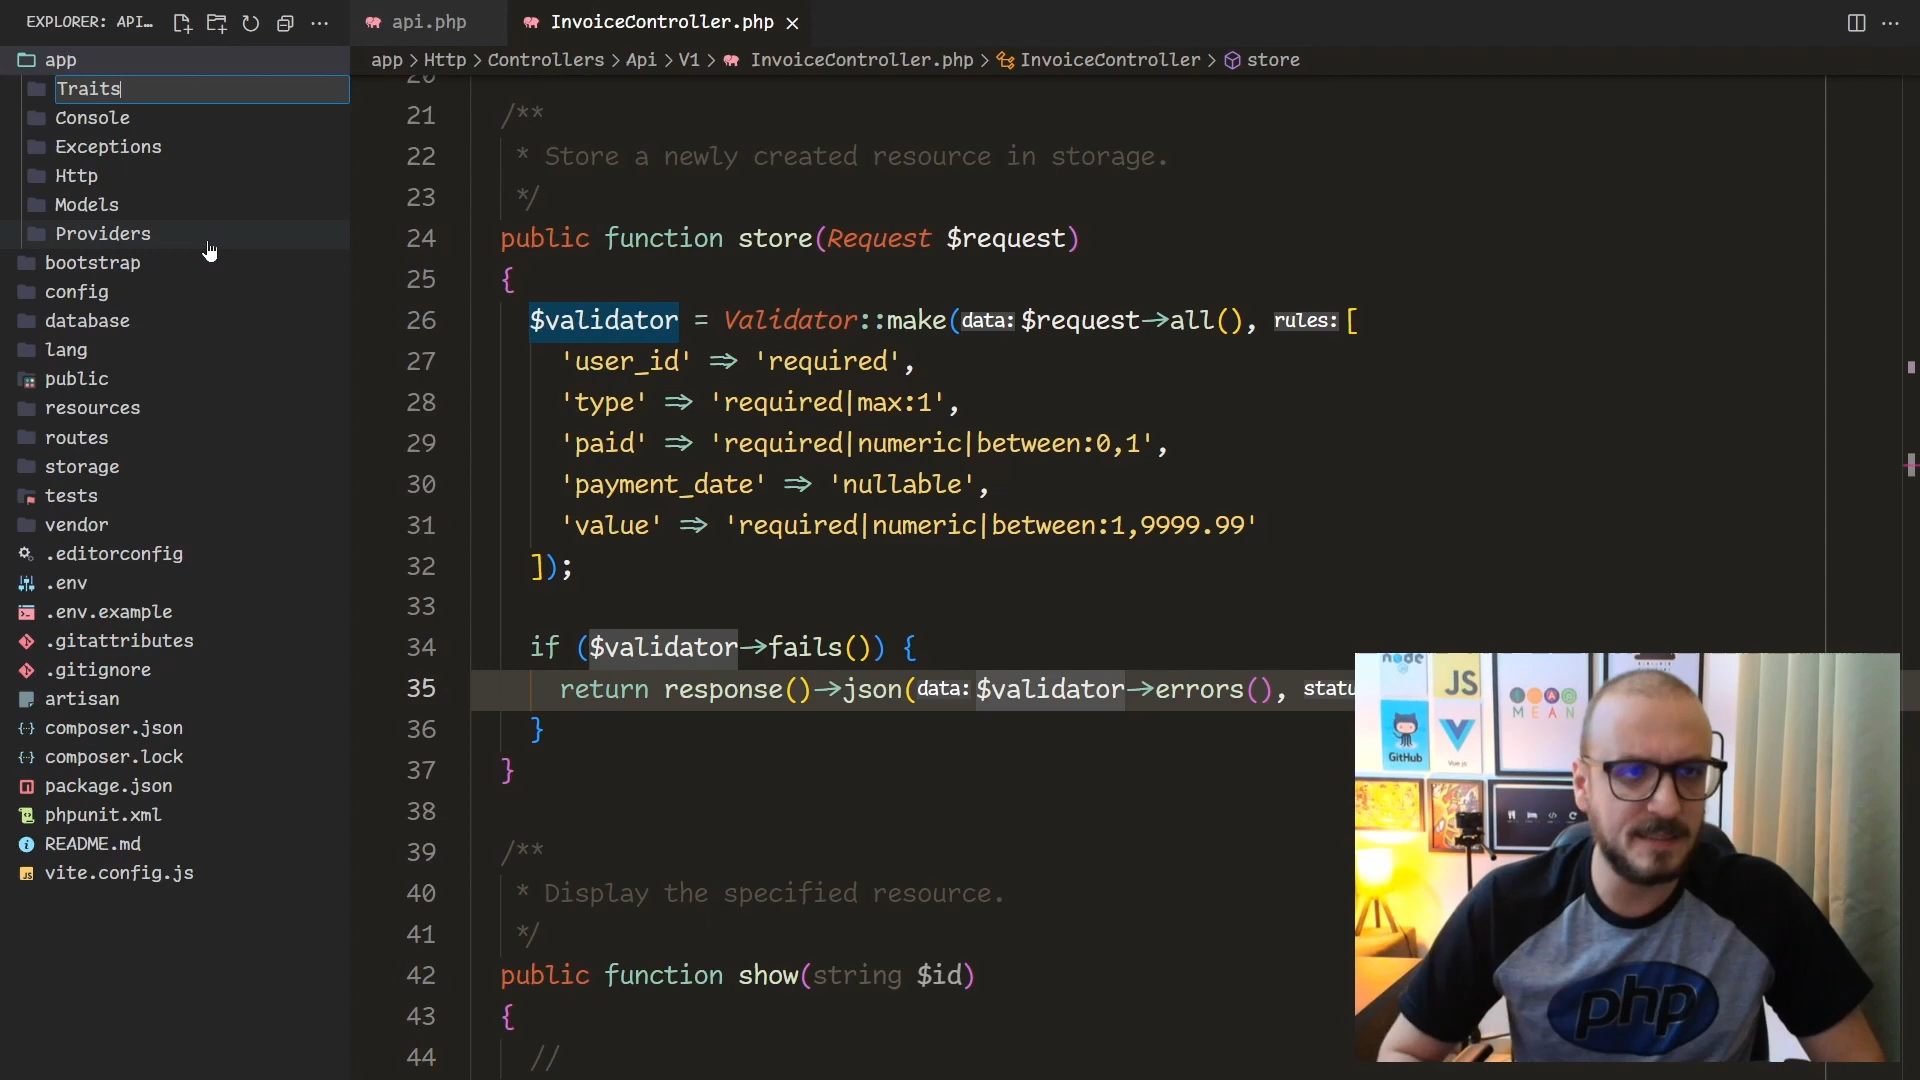 EXPLORER: API…
app
Traits
Console
Exceptions
Http
Models
Providers
bootstrap
config
database
lang
public
resources
routes
storage
tests
vendor
.editorconfig
.env
.env.example
.gitattributes
.gitignore
artisan
composer.json
composer.lock
package.json
phpunit.xml
README.md
vite.config.js
api.php
InvoiceController.php
app > Http > Controllers > Api > V1 > InvoiceController.php > InvoiceController > store
20
21 /**
22 * Store a newly created resource in storage.
23 */
24 public function store(Request $request)
25 {
26 $validator = Validator::make(data: $request->all(), rules: [
27 'user_id' => 'required',
28 'type' => 'required|max:1',
29 'paid' => 'required|numeric|between:0,1',
30 'payment_date' => 'nullable',
31 'value' => 'required|numeric|between:1,9999.99'
32 ]);
33
34 if ($validator->fails()) {
35 return response()->json(data: $validator->errors(), statu
36 }
37 }
38
39 /**
40 * Display the specified resource.
41 */
42 public function show(string $id)
43 {
44 //
node
JS
MEAN
GitHub
Vue js
php